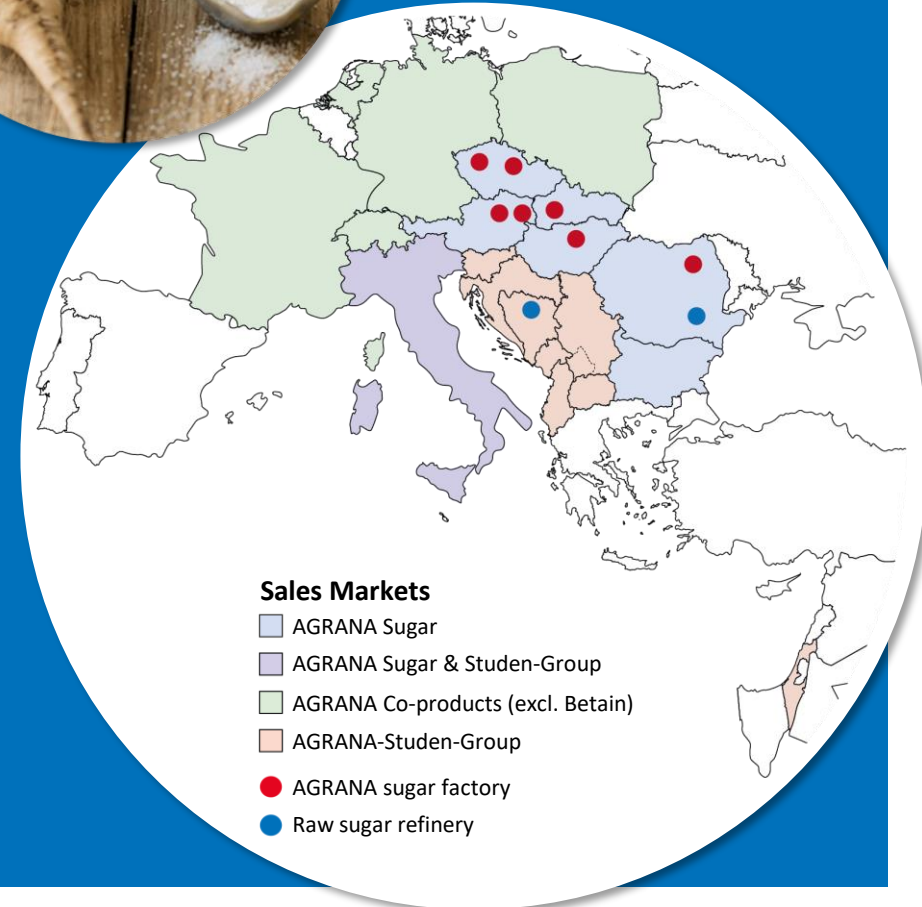 Sales Markets
AGRANA Sugar
AGRANA Sugar & Studen-Group
AGRANA Co-products (excl. Betain)
AGRANA-Studen-Group
AGRANA sugar factory
Raw sugar refinery